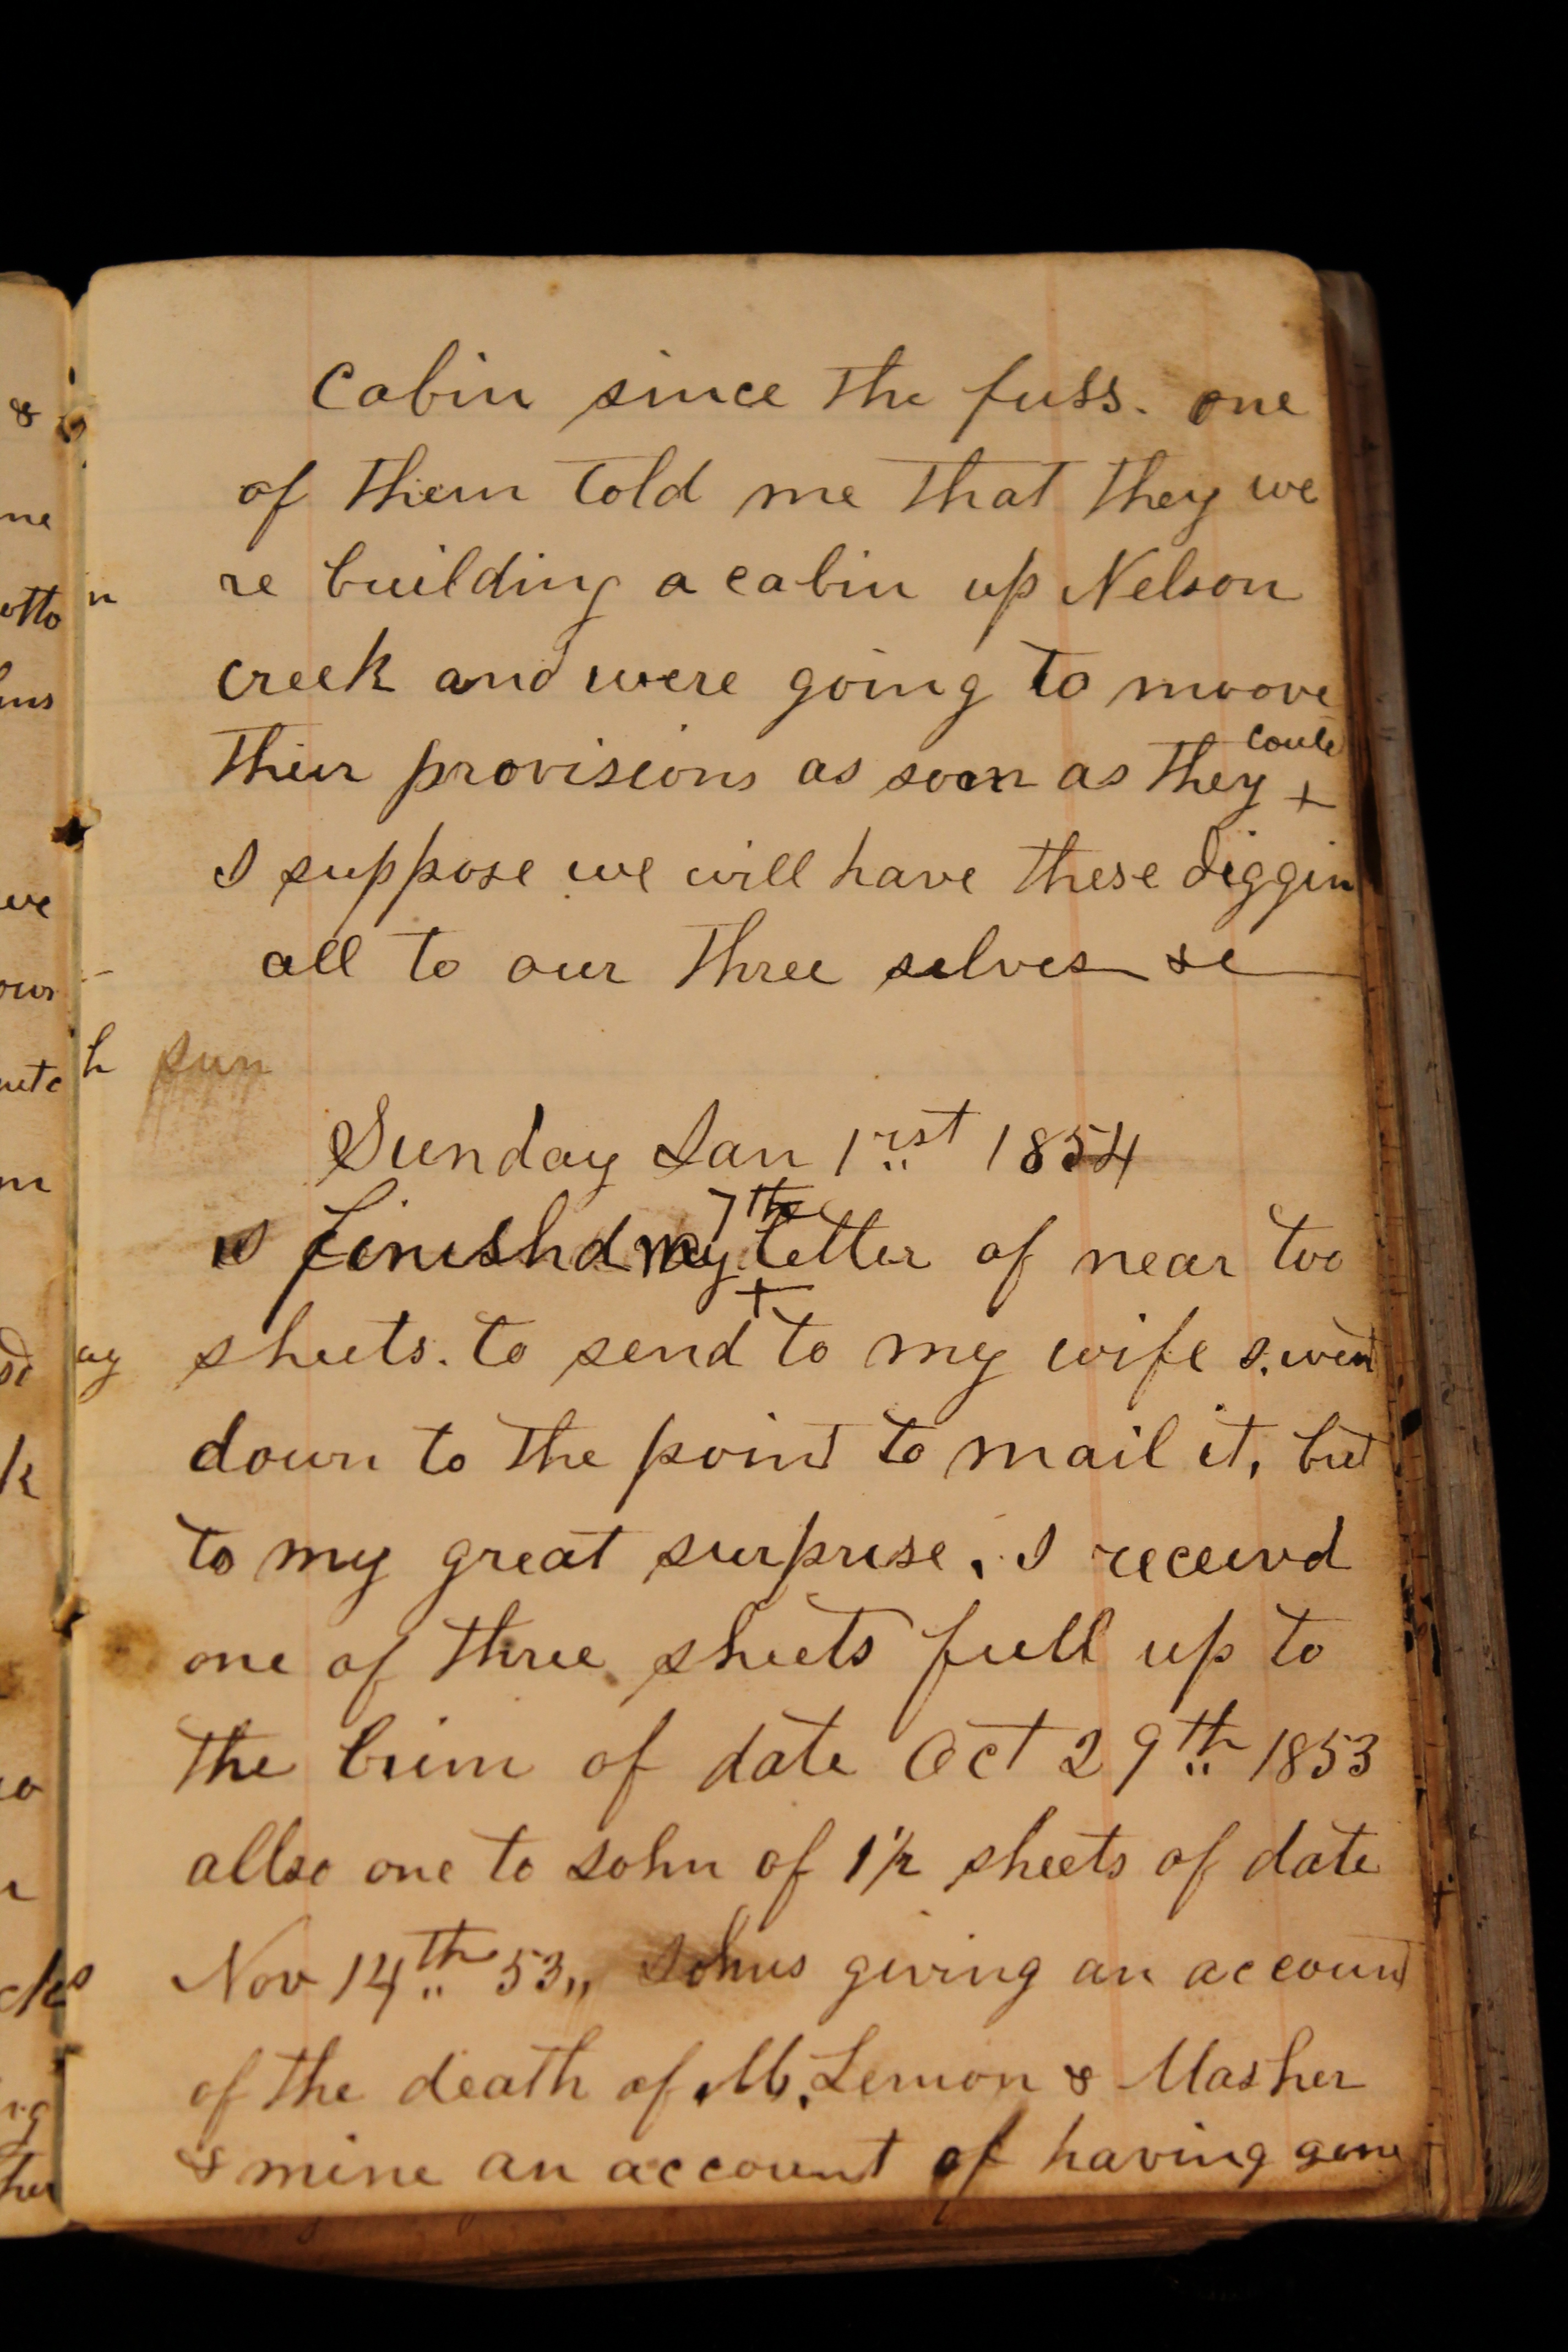 Cabin since the fuss. one
of them told me that they we
re building a cabin up Nelson
creek and were going to moove
their provisions as soon as they + could
I suppose we will have these diggin
all to our three selves &c
sun
Sunday Jan 1rst 1854
I finishd my + 7th letter of near too
sheets. to send to my wife &. went
down to the point to mail it, but
to my great surprise, I receivd
one of three sheets full up to
the brim of date Oct 29th 1853
allso one to John of 1½ sheets of date
Nov 14th 53,, Johns giving an account
of the death of M. Lemon & Masher
& mine an account of having gone